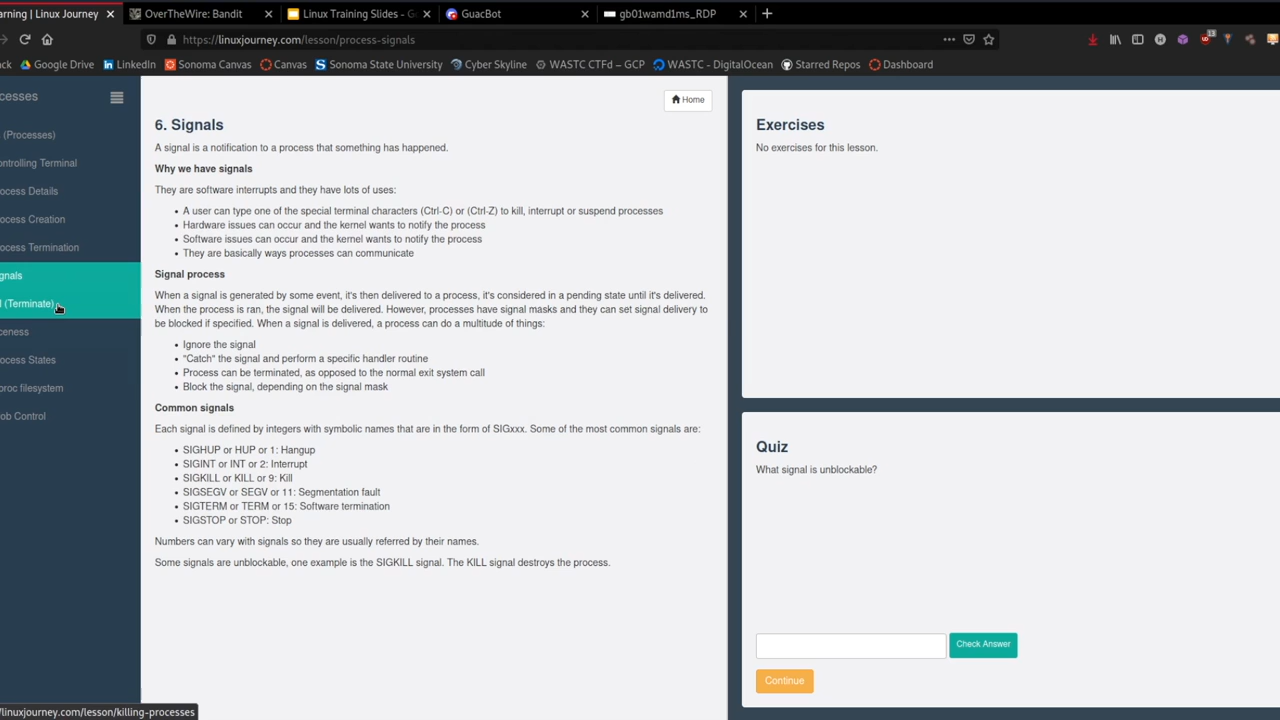 arning | Linux Journey
OverTheWire: Bandit
Linux Training Slides - G
GuacBot
gb01wamd1ms_RDP
https://linuxjourney.com/lesson/process-signals
ack
Google Drive
LinkedIn
Sonoma Canvas
Canvas
Sonoma State University
Cyber Skyline
WASTC CTFd – GCP
WASTC - DigitalOcean
Starred Repos
Dashboard
13
cesses
(Processes)
ontrolling Terminal
ocess Details
ocess Creation
ocess Termination
gnals
l (Terminate)
ceness
ocess States
proc filesystem
ob Control
Home
6. Signals
A signal is a notification to a process that something has happened.
Why we have signals
They are software interrupts and they have lots of uses:
• A user can type one of the special terminal characters (Ctrl-C) or (Ctrl-Z) to kill, interrupt or suspend processes
• Hardware issues can occur and the kernel wants to notify the process
• Software issues can occur and the kernel wants to notify the process
• They are basically ways processes can communicate
Signal process
When a signal is generated by some event, it's then delivered to a process, it's considered in a pending state until it's delivered.
When the process is ran, the signal will be delivered. However, processes have signal masks and they can set signal delivery to
be blocked if specified. When a signal is delivered, a process can do a multitude of things:
• Ignore the signal
• "Catch" the signal and perform a specific handler routine
• Process can be terminated, as opposed to the normal exit system call
• Block the signal, depending on the signal mask
Common signals
Each signal is defined by integers with symbolic names that are in the form of SIGxxx. Some of the most common signals are:
• SIGHUP or HUP or 1: Hangup
• SIGINT or INT or 2: Interrupt
• SIGKILL or KILL or 9: Kill
• SIGSEGV or SEGV or 11: Segmentation fault
• SIGTERM or TERM or 15: Software termination
• SIGSTOP or STOP: Stop
Numbers can vary with signals so they are usually referred by their names.
Some signals are unblockable, one example is the SIGKILL signal. The KILL signal destroys the process.
Exercises
No exercises for this lesson.
Quiz
What signal is unblockable?
Check Answer
Continue
/linuxjourney.com/lesson/killing-processes